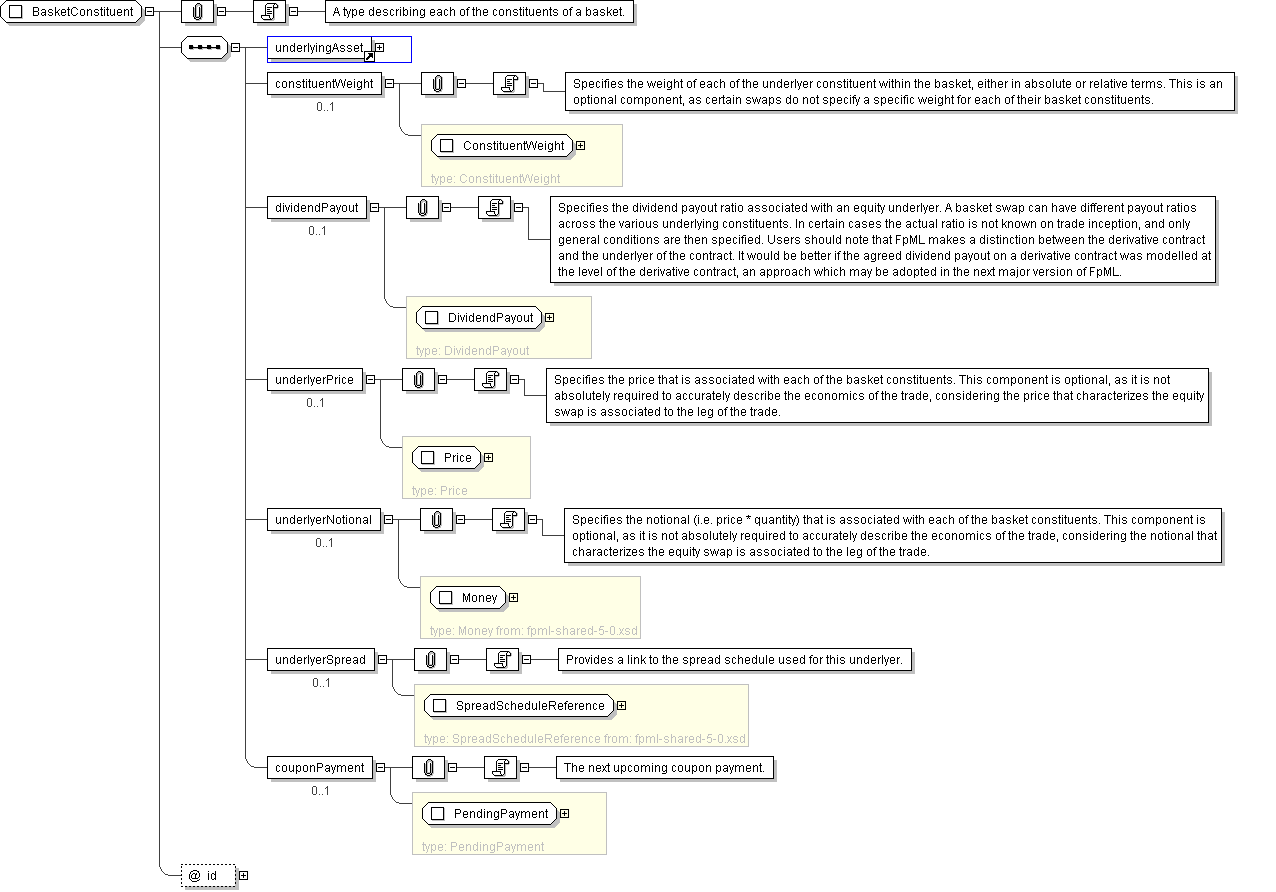 BasketConstituent
A type describing each of the constituents of a basket.
underlyingAsset
constituentWeight
0..1
Specifies the weight of each of the underlyer constituent within the basket, either in absolute or relative terms. This is an
optional component, as certain swaps do not specify a specific weight for each of their basket constituents.
ConstituentWeight
type: ConstituentWeight
dividendPayout
0..1
Specifies the dividend payout ratio associated with an equity underlyer. A basket swap can have different payout ratios
across the various underlying constituents. In certain cases the actual ratio is not known on trade inception, and only
general conditions are then specified. Users should note that FpML makes a distinction between the derivative contract
and the underlyer of the contract. It would be better if the agreed dividend payout on a derivative contract was modelled at
the level of the derivative contract, an approach which may be adopted in the next major version of FpML.
DividendPayout
type: DividendPayout
underlyerPrice
0..1
Specifies the price that is associated with each of the basket constituents. This component is optional, as it is not
absolutely required to accurately describe the economics of the trade, considering the price that characterizes the equity
swap is associated to the leg of the trade.
Price
type: Price
underlyerNotional
0..1
Specifies the notional (i.e. price * quantity) that is associated with each of the basket constituents. This component is
optional, as it is not absolutely required to accurately describe the economics of the trade, considering the notional that
characterizes the equity swap is associated to the leg of the trade.
Money
type: Money from: fpml-shared-5-0.xsd
underlyerSpread
0..1
Provides a link to the spread schedule used for this underlyer.
SpreadScheduleReference
type: SpreadScheduleReference from: fpml-shared-5-0.xsd
couponPayment
0..1
The next upcoming coupon payment.
PendingPayment
type: PendingPayment
@ id